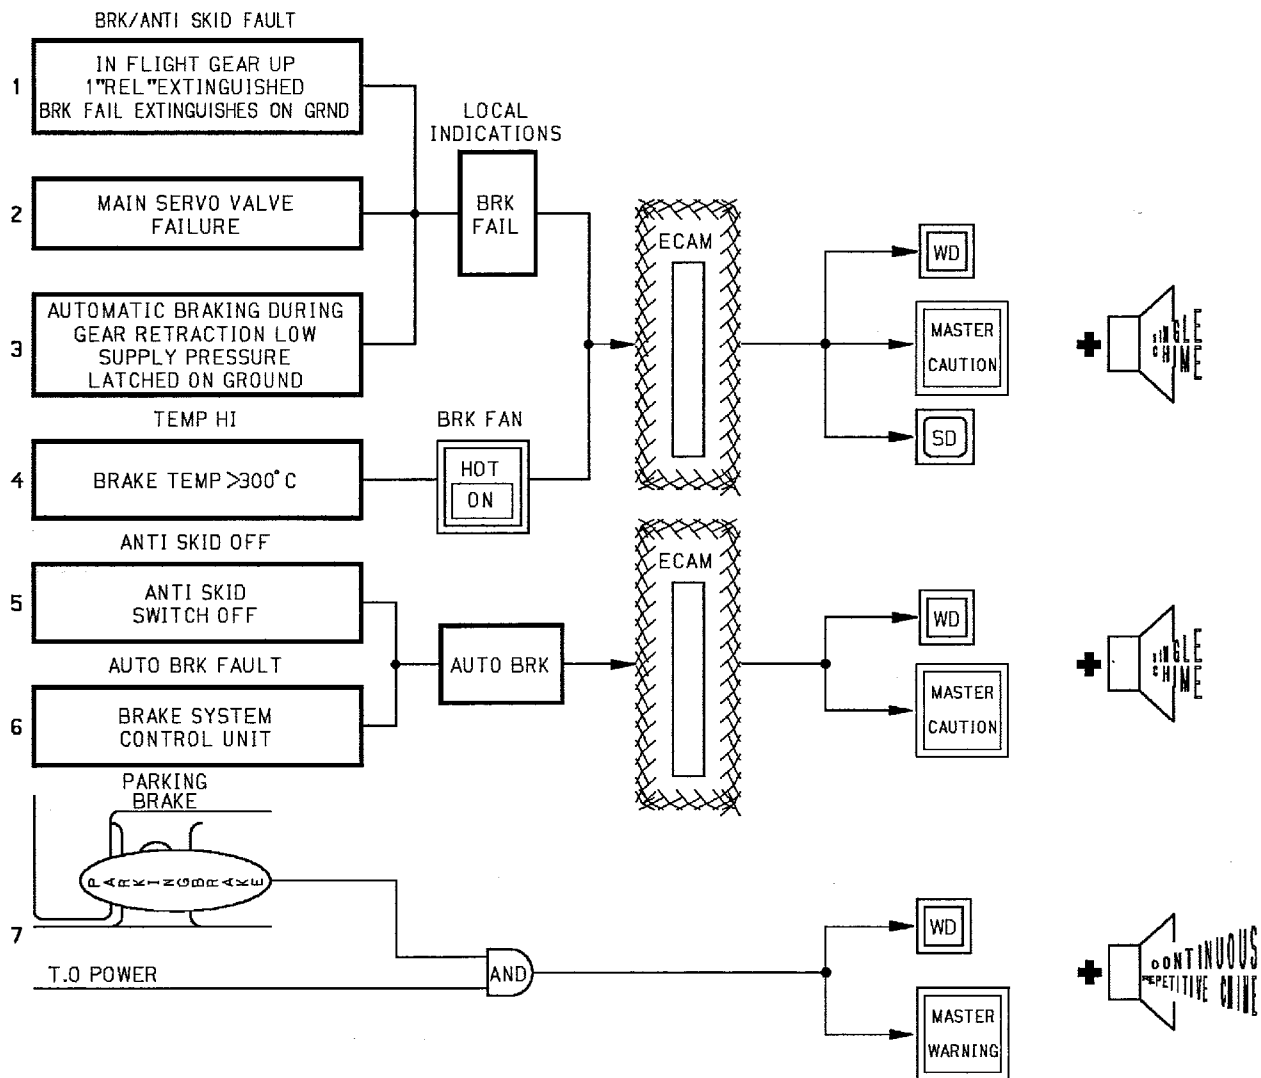 BRK/ANTI SKID FAULT
1
IN FLIGHT GEAR UP
1"REL"EXTINGUISHED
BRK FAIL EXTINGUISHES ON GRND
LOCAL
INDICATIONS
2
MAIN SERVO VALVE
FAILURE
BRK
FAIL
3
AUTOMATIC BRAKING DURING
GEAR RETRACTION LOW
SUPPLY PRESSURE
LATCHED ON GROUND
ECAM
WD
MASTER
CAUTION
SD
+
SINGLE
CHIME
TEMP HI
4
BRAKE TEMP >300°C
BRK FAN
HOT
ON
ANTI SKID OFF
5
ANTI SKID
SWITCH OFF
AUTO BRK FAULT
6
BRAKE SYSTEM
CONTROL UNIT
AUTO BRK
ECAM
WD
MASTER
CAUTION
+
SINGLE
CHIME
PARKING
BRAKE
PARKINGBRAKE
7
T.O POWER
AND
WD
MASTER
WARNING
+
CONTINUOUS
REPETITIVE CHIME